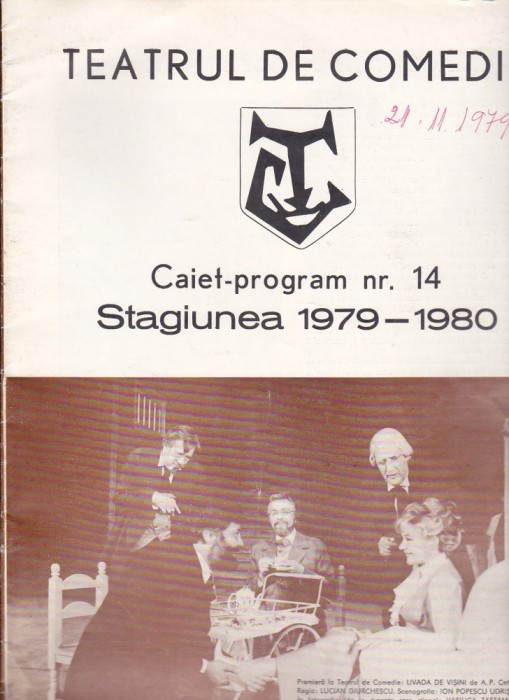 TEATRUL DE COMEDI
21.11.1979
Caiet-program nr. 14
Stagiunea 1979–1980
Premieră la Teatrul de Comedie: LIVADA DE VIȘINI de A. P. Ce
Regia: LUCIAN GIURCHESCU. Scenografia: ION POPESCU UDRI